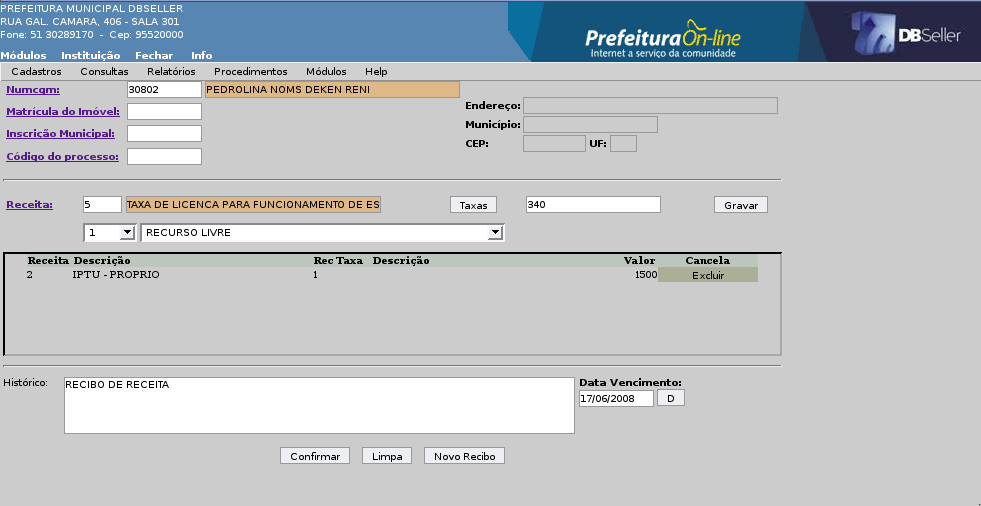 PREFEITURA MUNICIPAL DBSELLER
RUA GAL. CAMARA, 406 - SALA 301
Fone: 51 30289170 - Cep: 95520000
PrefeituraOn-line
Internet a serviço da comunidade
DBSeller
Módulos Instituição Fechar Info
Cadastros Consultas Relatórios Procedimentos Módulos Help
Numcgm: 30802 PEDROLINA NOMS DEKEN RENI
Endereço:
Matrícula do Imóvel:
Município:
Inscrição Municipal:
CEP: UF:
Código do processo:
Receita: 5 TAXA DE LICENCA PARA FUNCIONAMENTO DE ES Taxas 340 Gravar
1 RECURSO LIVRE
Receita Descrição Rec Taxa Descrição Valor Cancela
2 IPTU - PROPRIO 1 1500 Excluir
Histórico: RECIBO DE RECEITA Data Vencimento:
17/06/2008 D
Confirmar Limpa Novo Recibo